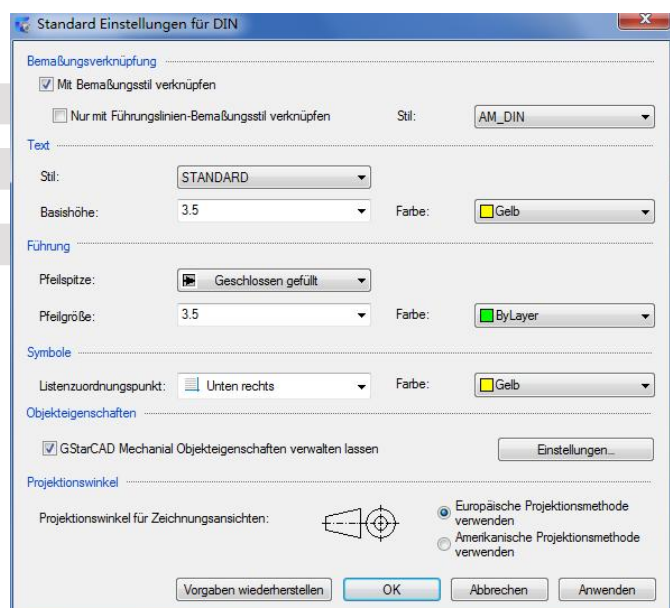 Standard Einstellungen für DIN
Bemaßungsverknüpfung
Mit Bemaßungsstil verknüpfen
Nur mit Führungslinien-Bemaßungsstil verknüpfen Stil: AM_DIN
Text
Stil: STANDARD
Basishöhe: 3.5 Farbe: Gelb
Führung
Pfeilspitze: Geschlossen gefüllt
Pfeilgröße: 3.5 Farbe: ByLayer
Symbole
Listenzuordnungspunkt: Unten rechts Farbe: Gelb
Objekteigenschaften
GStarCAD Mechanial Objekteigenschaften verwalten lassen Einstellungen...
Projektionswinkel
Projektionswinkel für Zeichnungsansichten:
Europäische Projektionsmethode
verwenden
Amerikanische Projektionsmethode
verwenden
Vorgaben wiederherstellen OK Abbrechen Anwenden